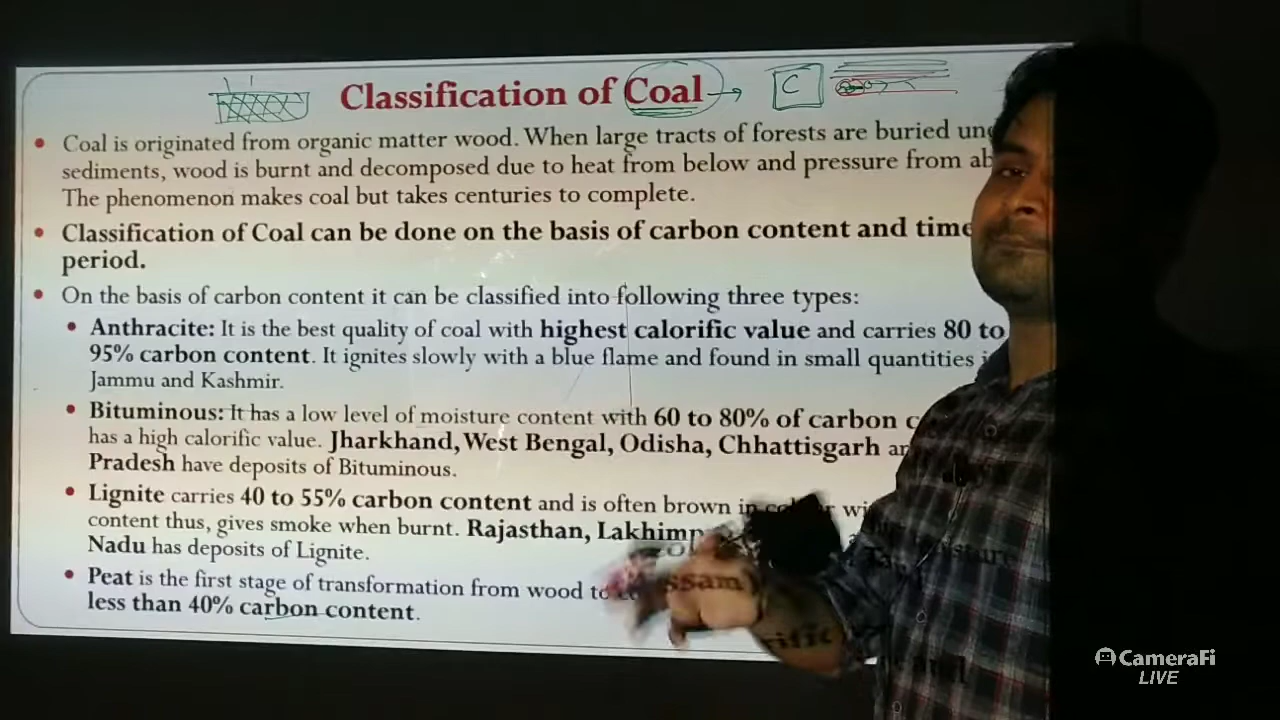 Classification of Coal
C
Coal is originated from organic matter wood. When large tracts of forests are buried
sediments, wood is burnt and decomposed due to heat from below and pressure from
The phenomenon makes coal but takes centuries to complete.
Classification of Coal can be done on the basis of carbon content and time
period.
On the basis of carbon content it can be classified into following three types:
Anthracite: It is the best quality of coal with highest calorific value and carries 80 to
95% carbon content. It ignites slowly with a blue flame and found in small quantities
Jammu and Kashmir.
Bituminous: It has a low level of moisture content with 60 to 80% of carbon
has a high calorific value. Jharkhand, West Bengal, Odisha, Chhattisgarh
Pradesh have deposits of Bituminous.
Lignite carries 40 to 55% carbon content and is often brown in
content thus, gives smoke when burnt. Rajasthan,
Nadu has deposits of Lignite.
Peat is the first stage of transformation from wood to
less than 40% carbon content.
CameraFi
LIVE